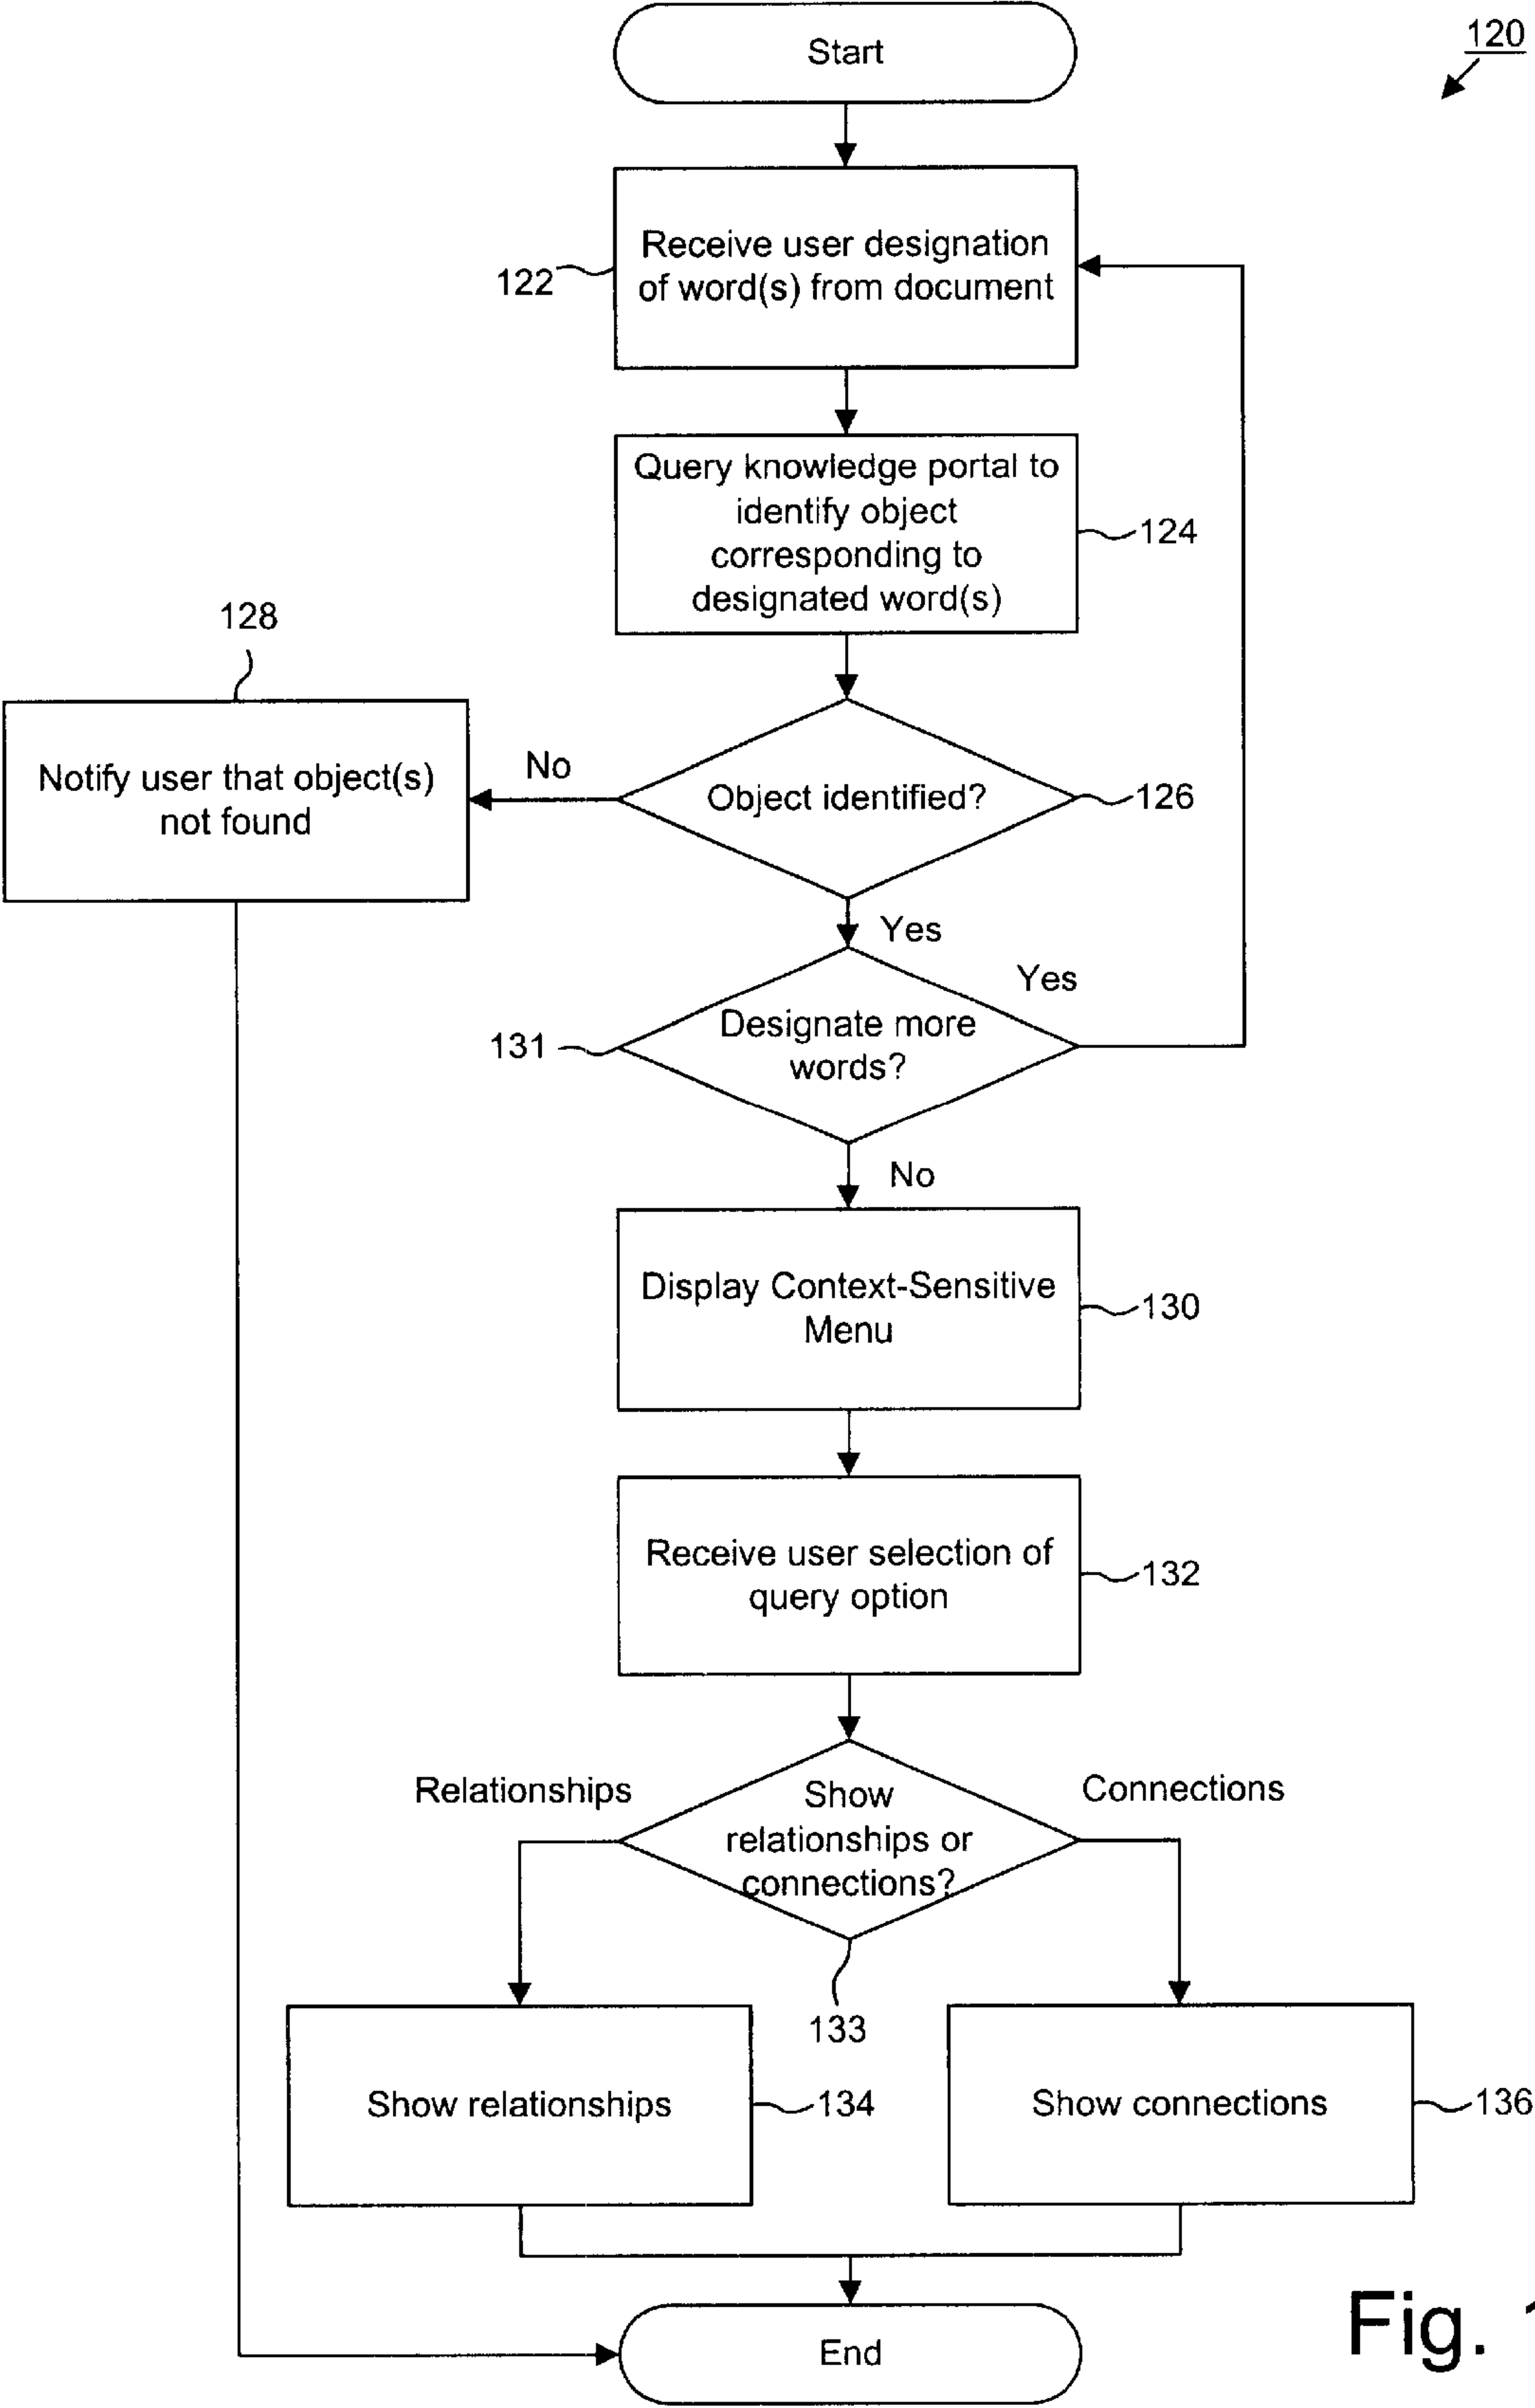 Start
120
Receive user designation
of word(s) from document
122
Query knowledge portal to
identify object
corresponding to
designated word(s)
124
128
Notify user that object(s)
not found
No
Object identified?
126
Yes
Yes
Designate more
words?
131
No
Display Context-Sensitive
Menu
130
Receive user selection of
query option
132
Relationships
Show
relationships or
connections?
Connections
133
Show relationships
134
Show connections
136
Fig.
End